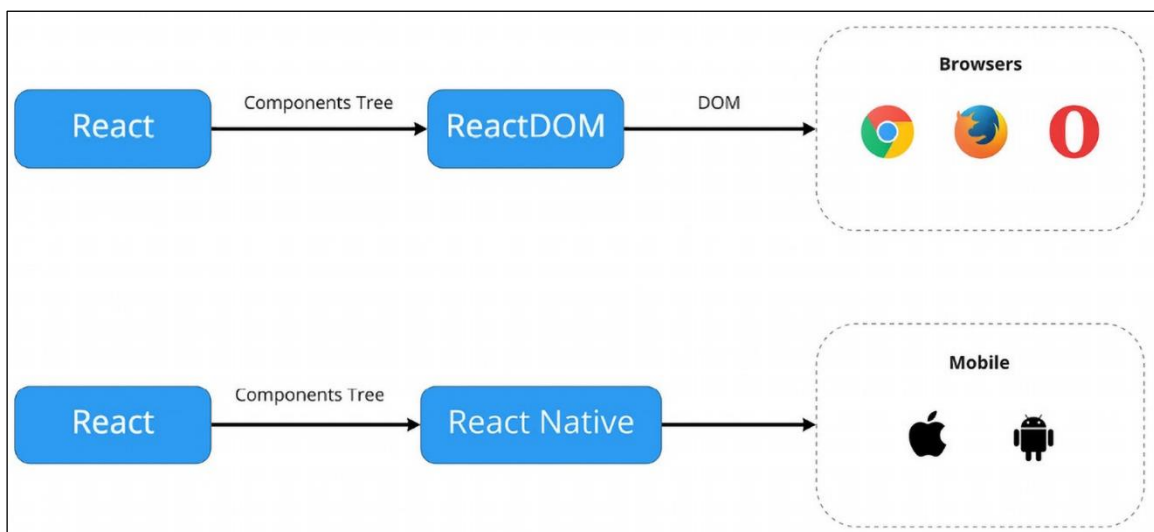 Browsers
Components Tree
DOM
React
ReactDOM
Mobile
Components Tree
React
React Native